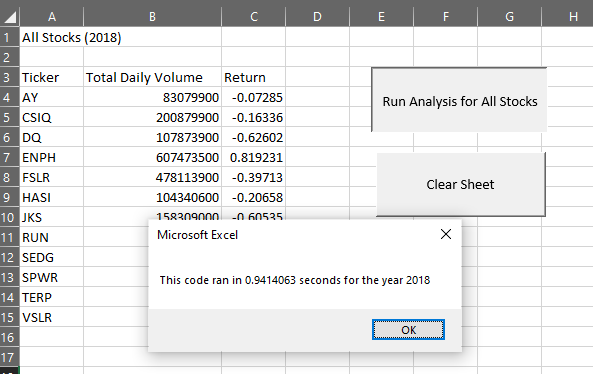 A B C D E F G H
1 All Stocks (2018)
2
3 Ticker Total Daily Volume Return
4 AY 83079900 -0.07285
Run Analysis for All Stocks
5 CSIQ 200879900 -0.16336
6 DQ 107873900 -0.62602
7 ENPH 607473500 0.819231
8 FSLR 478113900 -0.39713
Clear Sheet
9 HASI 104340600 -0.20658
10 JKS 158309000 -0.60535
11 RUN
12 SEDG
13 SPWR
14 TERP
15 VSLR
16
17
Microsoft Excel
This code ran in 0.9414063 seconds for the year 2018
OK